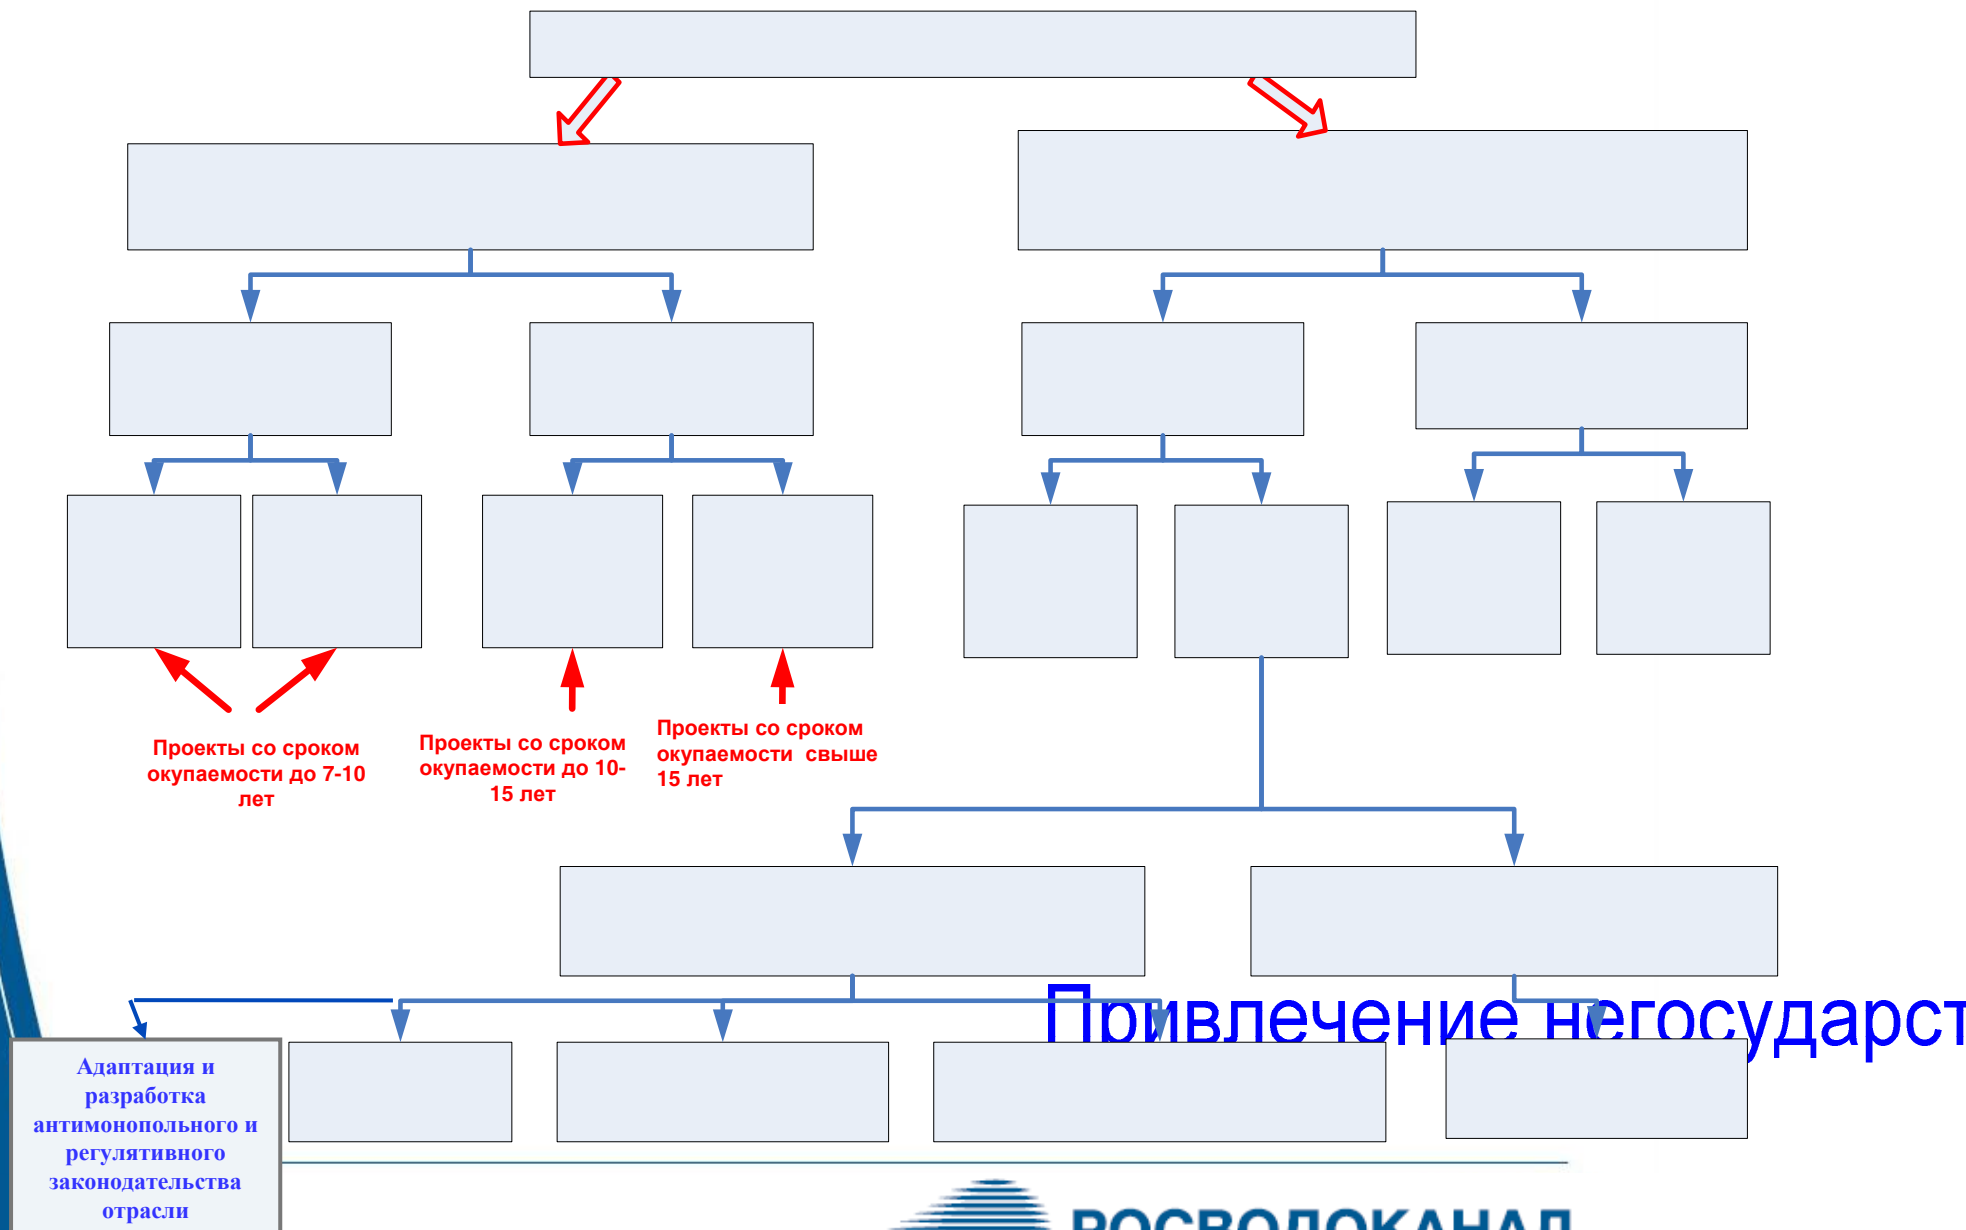 Проекты со сроком
окупаемости до 7-10
лет
Проекты со сроком
окупаемости до 10-
15 лет
Проекты со сроком
окупаемости свыше
15 лет
Привлечение негосударст
Адаптация и
разработка
антимонопольного и
регулятивного
законодательства
отрасли
РОСВОДОКАНАЛ